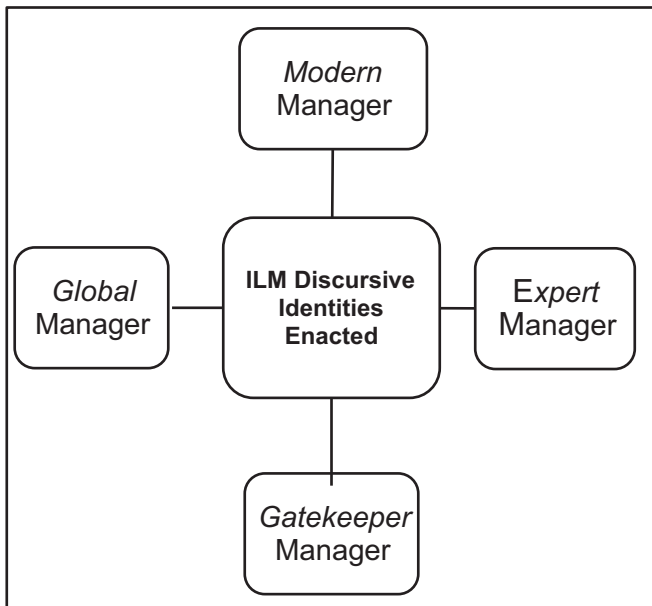 Modern
Manager
Global
Manager
ILM Discursive
Identities
Enacted
Expert
Manager
Gatekeeper
Manager